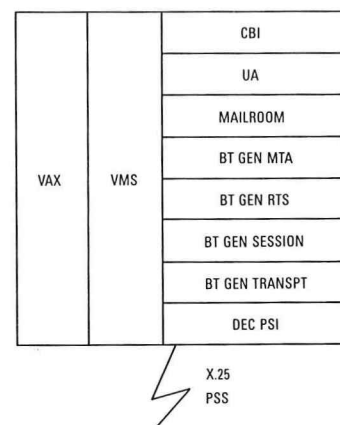 CBI
UA
MAILROOM
BT GEN MTA
VAX
VMS
BT GEN RTS
BT GEN SESSION
BT GEN TRANSPT
DEC PSI
X.25
PSS